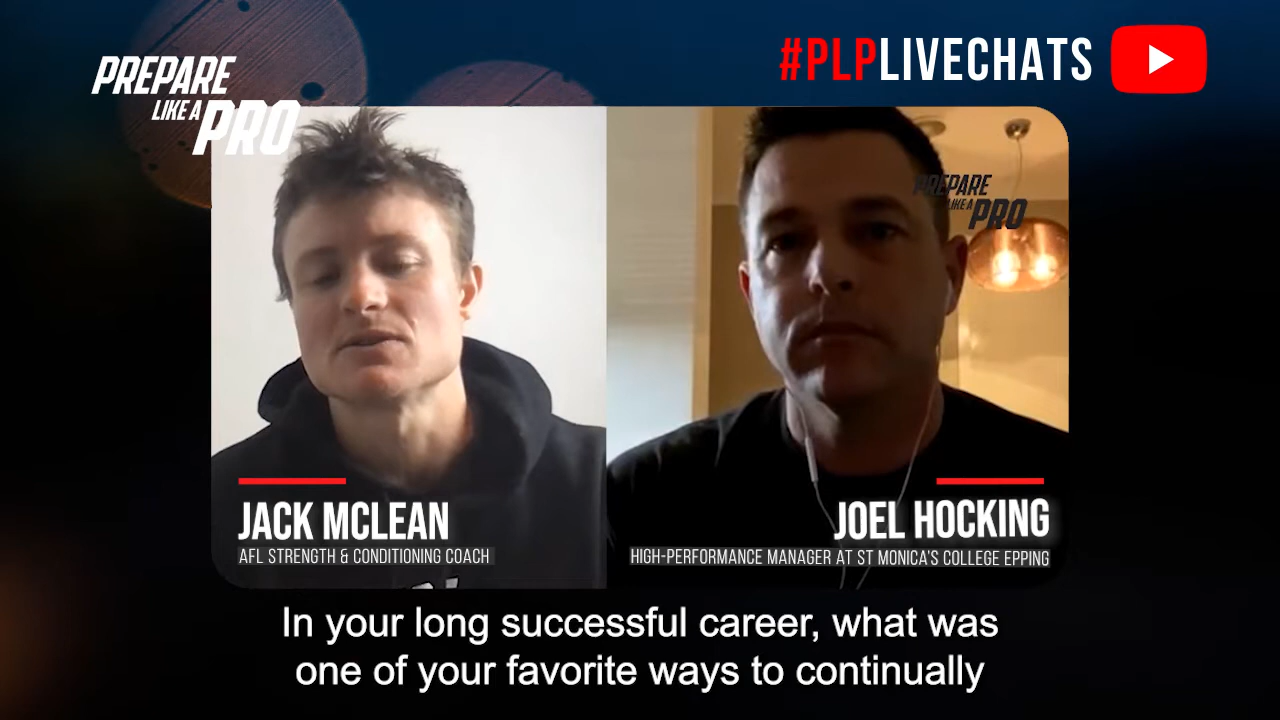 PREPARE
LIKE A
PRO
#PLPLIVECHATS
PREPARE
LIKE A
PRO
JACK MCLEAN
AFL STRENGTH & CONDITIONING COACH
JOEL HOCKING
HIGH-PERFORMANCE MANAGER AT ST MONICA'S COLLEGE EPPING
In your long successful career, what was
one of your favorite ways to continually